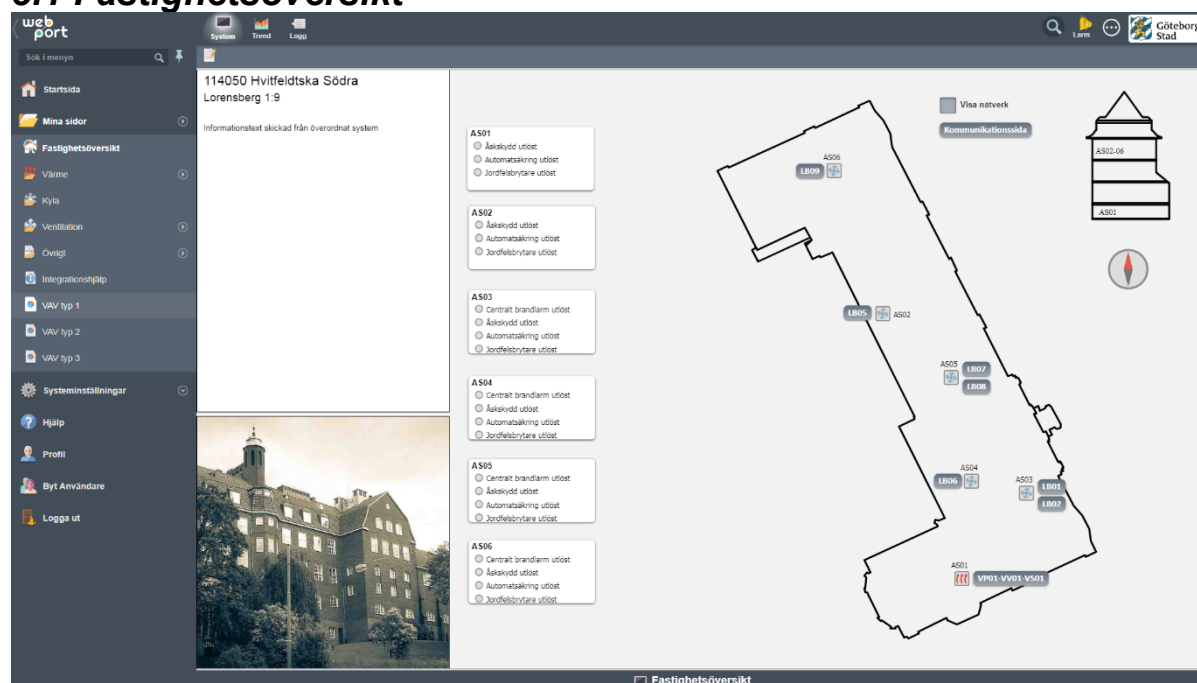 6.1 Fastighetsöversikt
web
port
System
Trend
Logg
Larm
Göteborg
Stad
Sök i menyn
Startsida
Mina sidor
Fastighetsöversikt
Värme
Kyla
Ventilation
Övrigt
Integrationshjälp
VAV typ 1
VAV typ 2
VAV typ 3
Systeminställningar
Hjälp
Profil
Byt Användare
Logga ut
114050 Hvitfeldtska Södra
Lorensberg 1:9
Informationstext skickad från överordnat system
AS01
Åskskydd utlöst
Automatsäkring utlöst
Jordfelsbrytare utlöst
AS02
Åskskydd utlöst
Automatsäkring utlöst
Jordfelsbrytare utlöst
AS03
Centralt brandlarm utlöst
Åskskydd utlöst
Automatsäkring utlöst
Jordfelsbrytare utlöst
AS04
Centralt brandlarm utlöst
Åskskydd utlöst
Automatsäkring utlöst
Jordfelsbrytare utlöst
AS05
Centralt brandlarm utlöst
Åskskydd utlöst
Automatsäkring utlöst
Jordfelsbrytare utlöst
AS06
Centralt brandlarm utlöst
Åskskydd utlöst
Automatsäkring utlöst
Jordfelsbrytare utlöst
Visa natverk
Kommunikationssida
AS02-06
AS01
AS06
LB09
LB05
AS02
AS05
LB07
LB08
AS04
LB06
AS03
LB01
LB02
AS01
VP01-VV01-VS01
Fastighetsöversikt